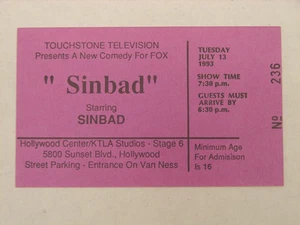 TOUCHSTONE TELEVISION
Presents A New Comedy For FOX
" Sinbad"
Starring
SINBAD
Hollywood Center/KTLA Studios - Stage 6
5800 Sunset Blvd., Hollywood
Street Parking - Entrance On Van Ness
TUESDAY
JULY 13
1993
SHOW TIME
7:30 p.m.
GUESTS MUST
ARRIVE BY
6:30 p.m.
Minimum Age
For Admisison
Is 16
No 236